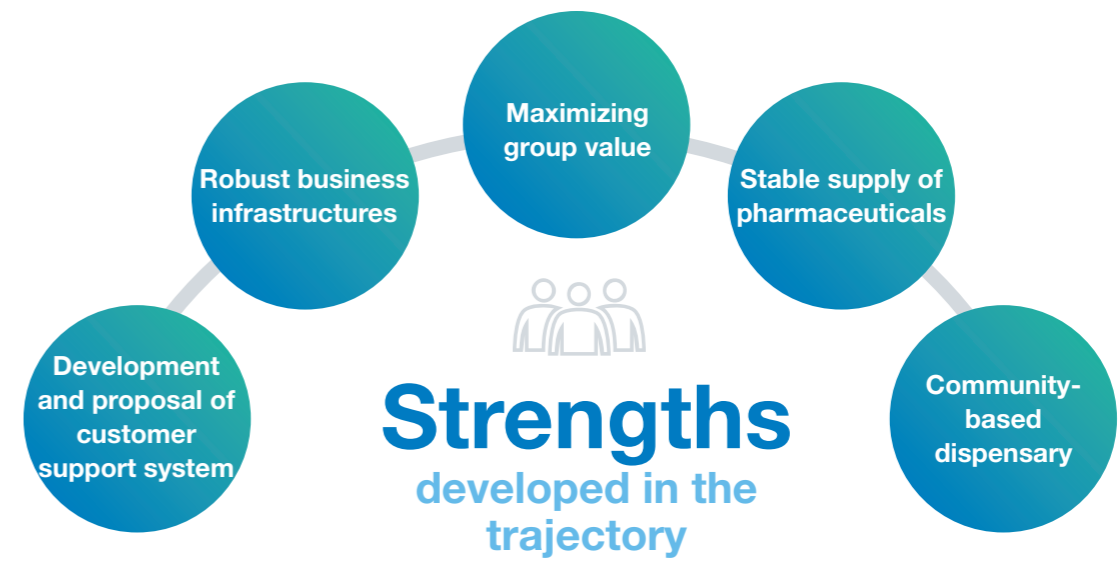 Maximizing
group value
Robust business
infrastructures
Stable supply of
pharmaceuticals
Development
and proposal of
customer
support system
Community-
based
dispensary
Strengths
developed in the
trajectory